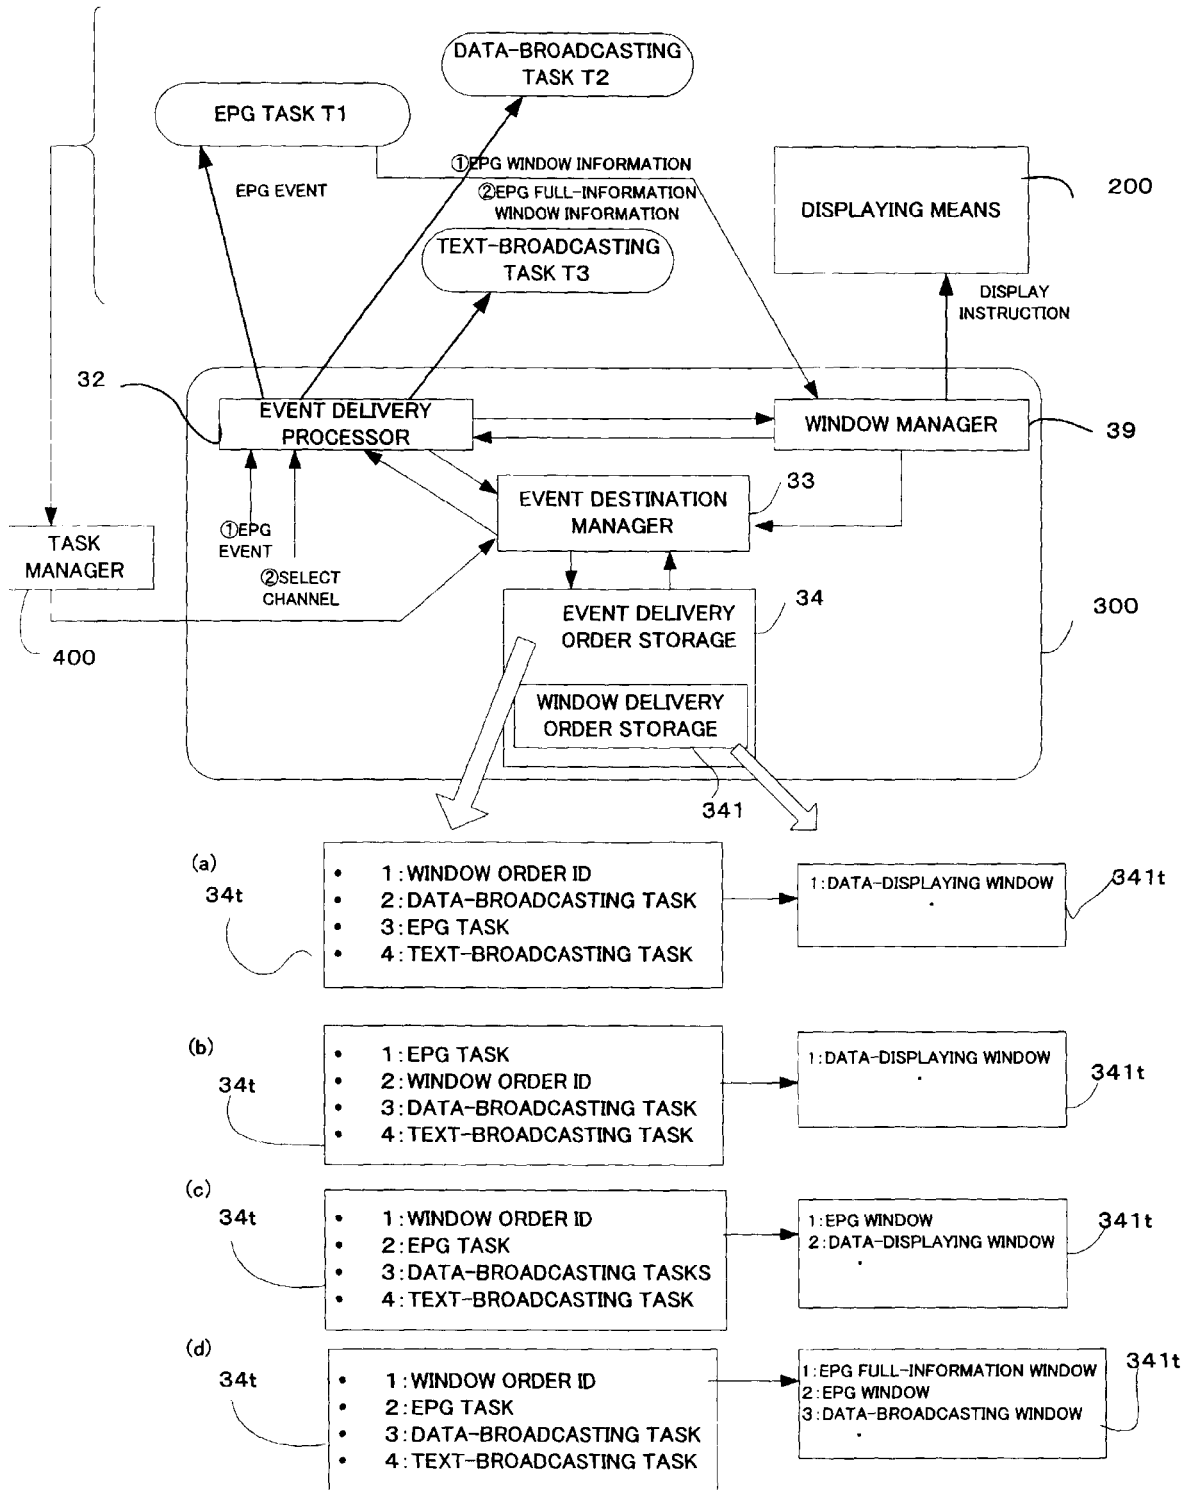 DATA-BROADCASTING
TASK T2
EPG TASK T1
①EPG WINDOW INFORMATION
EPG EVENT
②EPG FULL-INFORMATION
WINDOW INFORMATION
200
DISPLAYING MEANS
TEXT-BROADCASTING
TASK T3
DISPLAY
INSTRUCTION
32
EVENT DELIVERY
PROCESSOR
WINDOW MANAGER
39
33
EVENT DESTINATION
MANAGER
①EPG
EVENT
TASK
MANAGER
②SELECT
CHANNEL
400
34
EVENT DELIVERY
ORDER STORAGE
300
WINDOW DELIVERY
ORDER STORAGE
341
(a)
34t
• 1:WINDOW ORDER ID
• 2:DATA-BROADCASTING TASK
• 3:EPG TASK
• 4:TEXT-BROADCASTING TASK
1:DATA-DISPLAYING WINDOW
.
341t
(b)
34t
• 1:EPG TASK
• 2:WINDOW ORDER ID
• 3:DATA-BROADCASTING TASK
• 4:TEXT-BROADCASTING TASK
1:DATA-DISPLAYING WINDOW
.
341t
(c)
34t
• 1:WINDOW ORDER ID
• 2:EPG TASK
• 3:DATA-BROADCASTING TASKS
• 4:TEXT-BROADCASTING TASK
1:EPG WINDOW
2:DATA-DISPLAYING WINDOW
.
341t
(d)
34t
• 1:WINDOW ORDER ID
• 2:EPG TASK
• 3:DATA-BROADCASTING TASK
• 4:TEXT-BROADCASTING TASK
1:EPG FULL-INFORMATION WINDOW
2:EPG WINDOW
3:DATA-BROADCASTING WINDOW
.
341t